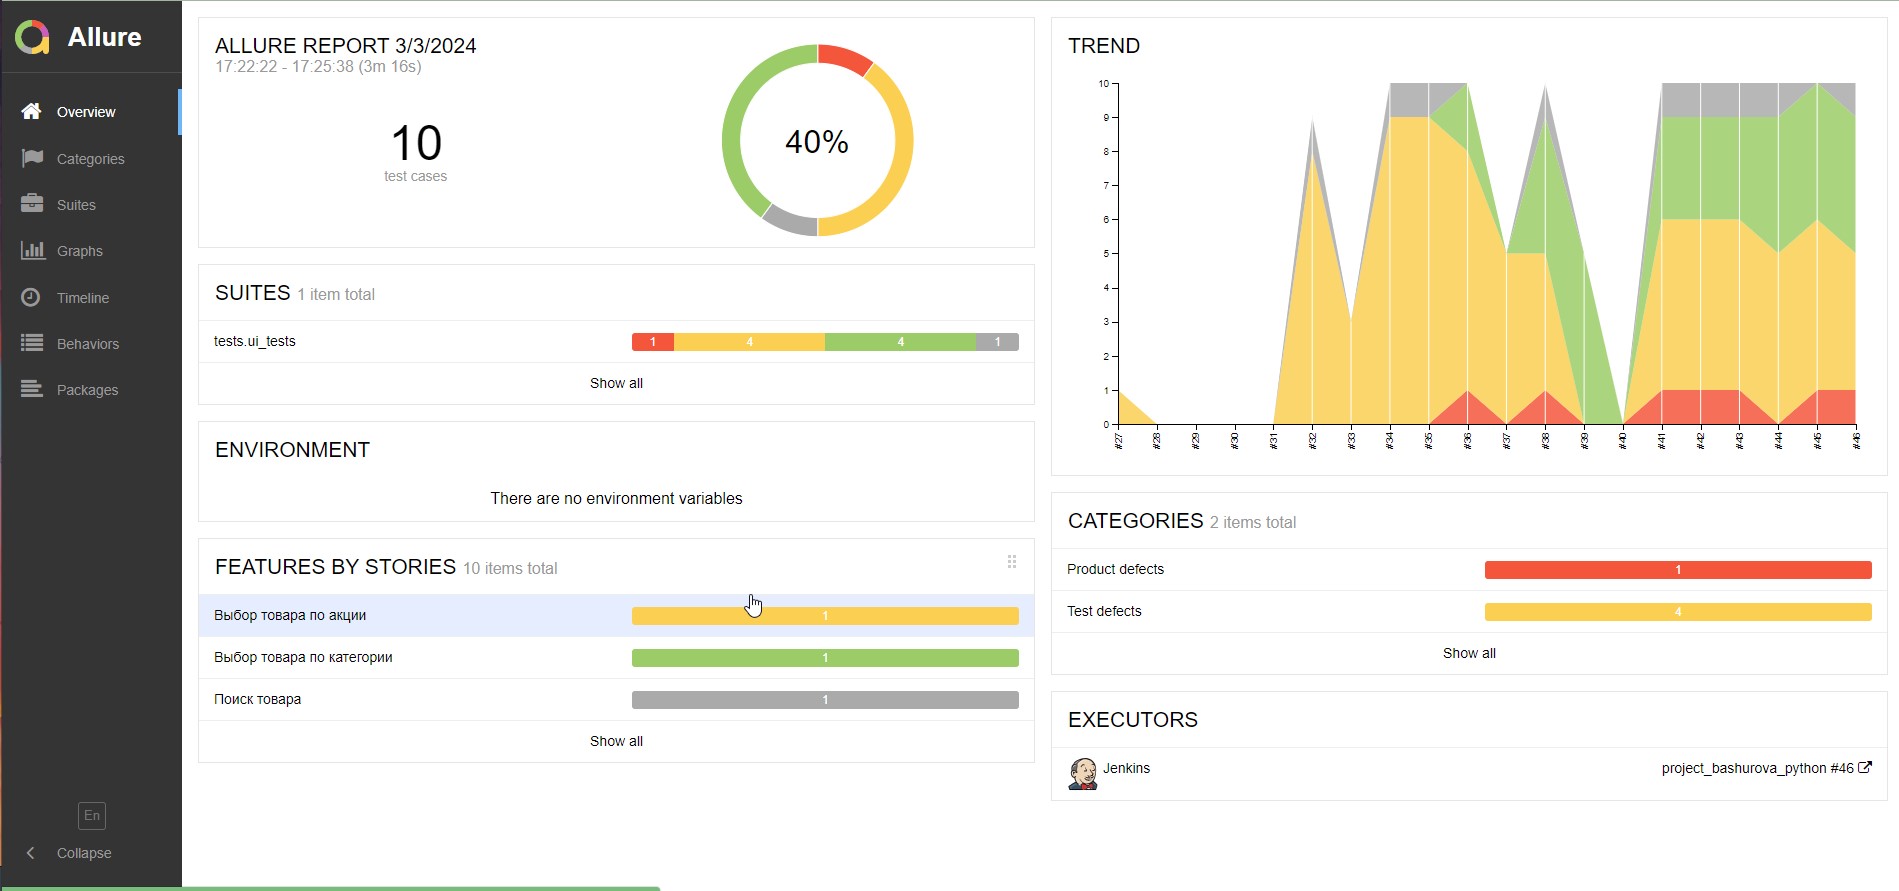 Allure
Overview
Categories
Suites
Graphs
Timeline
Behaviors
Packages
En
Collapse
ALLURE REPORT 3/3/2024
17:22:22 - 17:25:38 (3m 16s)
10
test cases
40%
SUITES 1 item total
tests.ui_tests 1 4 4 1
Show all
ENVIRONMENT
There are no environment variables
FEATURES BY STORIES 10 items total
Выбор товара по акции 1
Выбор товара по категории 1
Поиск товара 1
Show all
TREND
10
9
8
7
6
5
4
3
2
1
0
#27 #28 #29 #30 #31 #32 #33 #34 #35 #36 #37 #38 #39 #40 #41 #42 #43 #44 #45 #46
CATEGORIES 2 items total
Product defects 1
Test defects 4
Show all
EXECUTORS
Jenkins project_bashurova_python #46